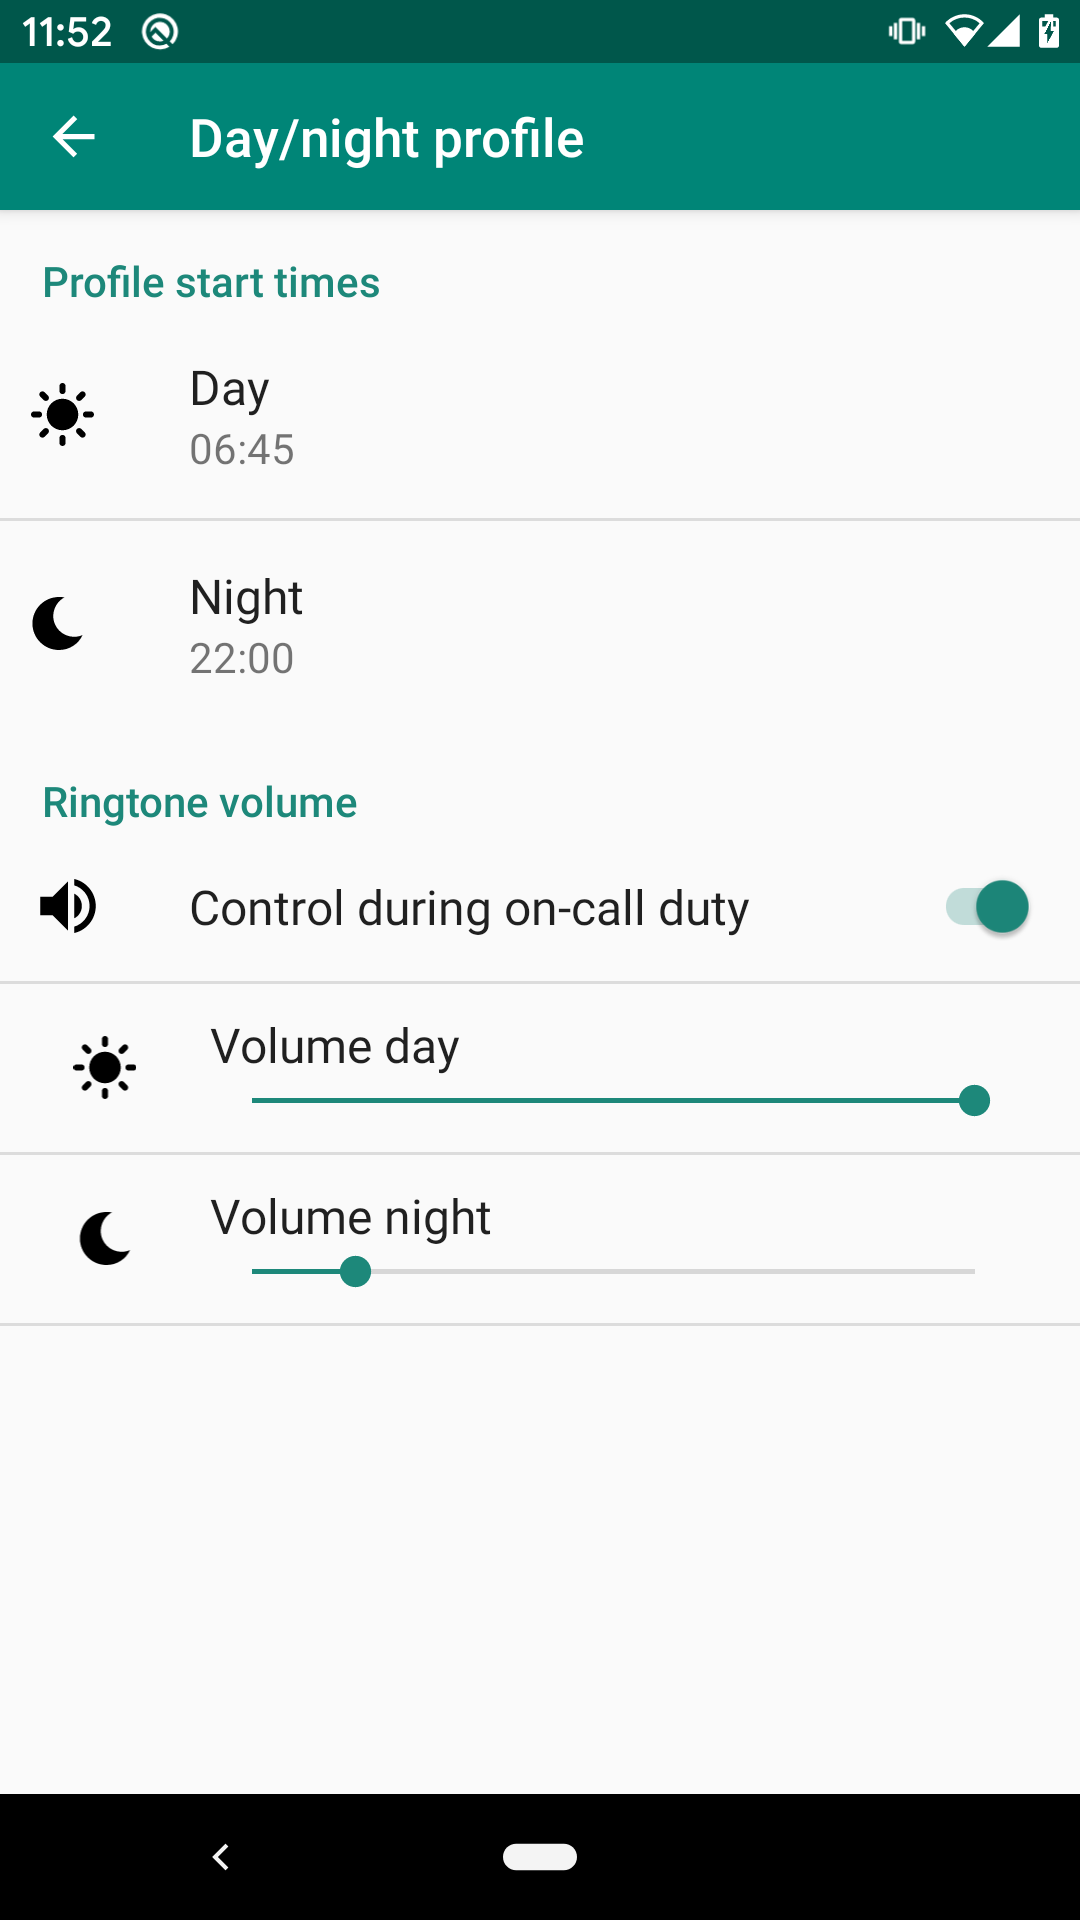 11:52
Day/night profile
Profile start times
Day
06:45
Night
22:00
Ringtone volume
Control during on-call duty
Volume day
Volume night